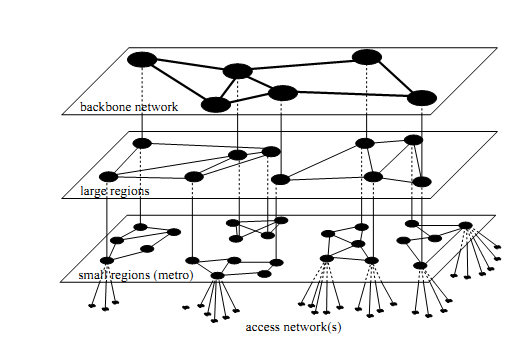 backbone network
large regions
small regions (metro)
access network(s)